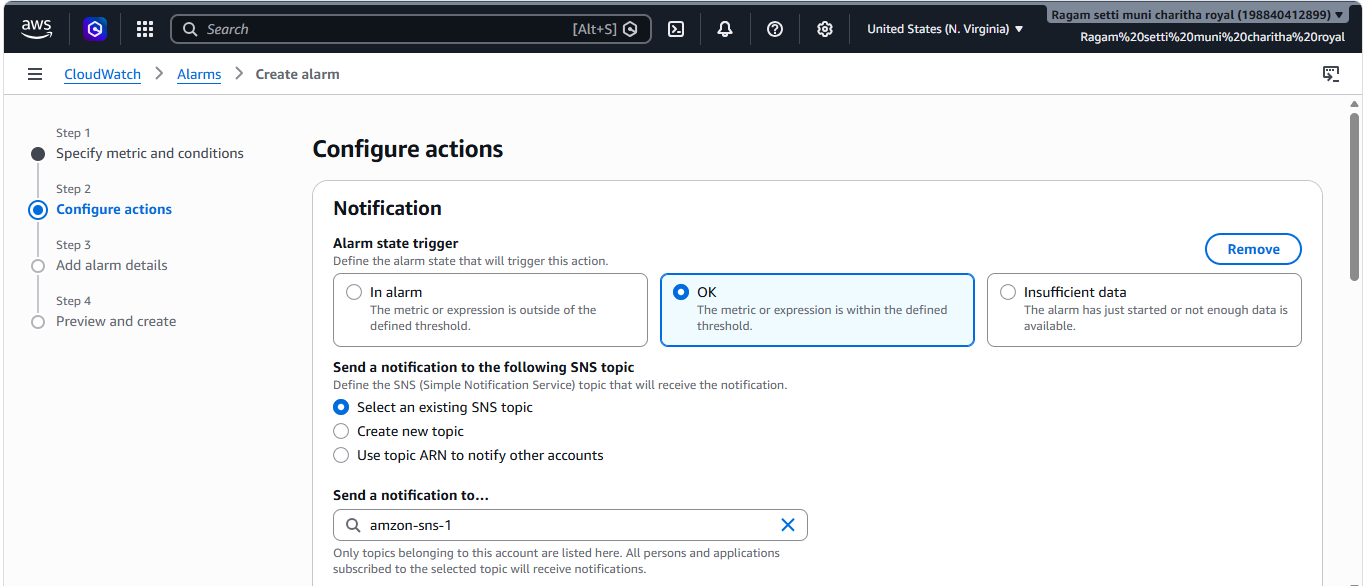 aws
Search [Alt+S]
United States (N. Virginia) ▼
Ragam setti muni charitha royal (198840412899) ▼
Ragam%20setti%20muni%20charitha%20royal
CloudWatch > Alarms > Create alarm
Step 1
Specify metric and conditions
Step 2
Configure actions
Step 3
Add alarm details
Step 4
Preview and create
Configure actions
Notification
Alarm state trigger
Define the alarm state that will trigger this action.
Remove
In alarm
The metric or expression is outside of the
defined threshold.
OK
The metric or expression is within the defined
threshold.
Insufficient data
The alarm has just started or not enough data is
available.
Send a notification to the following SNS topic
Define the SNS (Simple Notification Service) topic that will receive the notification.
Select an existing SNS topic
Create new topic
Use topic ARN to notify other accounts
Send a notification to…
amzon-sns-1
Only topics belonging to this account are listed here. All persons and applications
subscribed to the selected topic will receive notifications.